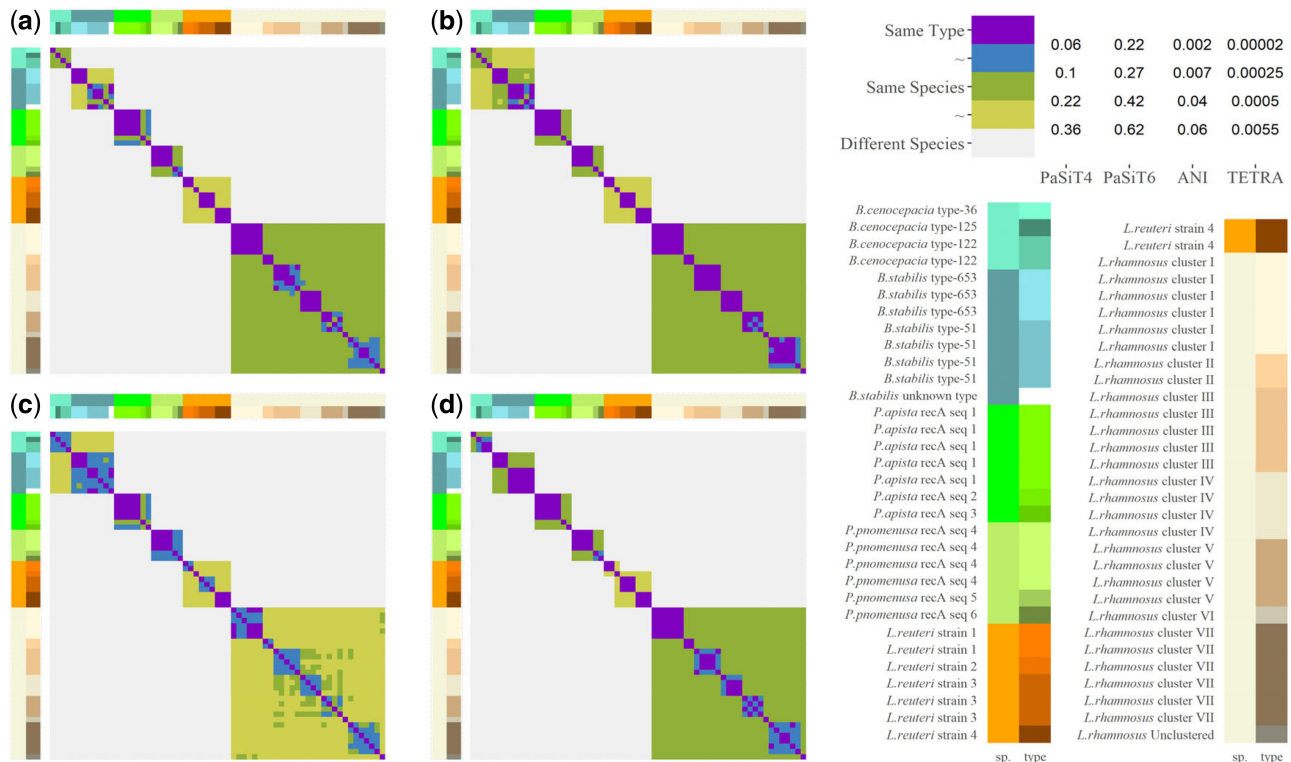 (a)
(b)
Same Type
~
Same Species
~
Different Species
0.06 0.22 0.002 0.00002
0.1 0.27 0.007 0.00025
0.22 0.42 0.04 0.0005
0.36 0.62 0.06 0.0055
PaSiT4 PaSiT6 ANI TETRA
(c)
(d)
B.cenocepacia type-36
B.cenocepacia type-125
B.cenocepacia type-122
B.cenocepacia type-122
B.stabilis type-653
B.stabilis type-653
B.stabilis type-653
B.stabilis type-51
B.stabilis type-51
B.stabilis type-51
B.stabilis type-51
B.stabilis unknown type
P.apista recA seq 1
P.apista recA seq 1
P.apista recA seq 1
P.apista recA seq 1
P.apista recA seq 1
P.apista recA seq 2
P.apista recA seq 3
P.pnomenusa recA seq 4
P.pnomenusa recA seq 4
P.pnomenusa recA seq 4
P.pnomenusa recA seq 4
P.pnomenusa recA seq 5
P.pnomenusa recA seq 6
L.reuteri strain 1
L.reuteri strain 1
L.reuteri strain 2
L.reuteri strain 3
L.reuteri strain 3
L.reuteri strain 3
L.reuteri strain 4
sp. type
L.reuteri strain 4
L.reuteri strain 4
L.rhamnosus cluster I
L.rhamnosus cluster I
L.rhamnosus cluster I
L.rhamnosus cluster I
L.rhamnosus cluster I
L.rhamnosus cluster I
L.rhamnosus cluster II
L.rhamnosus cluster II
L.rhamnosus cluster III
L.rhamnosus cluster III
L.rhamnosus cluster III
L.rhamnosus cluster III
L.rhamnosus cluster III
L.rhamnosus cluster IV
L.rhamnosus cluster IV
L.rhamnosus cluster IV
L.rhamnosus cluster IV
L.rhamnosus cluster V
L.rhamnosus cluster V
L.rhamnosus cluster V
L.rhamnosus cluster V
L.rhamnosus cluster VI
L.rhamnosus cluster VII
L.rhamnosus cluster VII
L.rhamnosus cluster VII
L.rhamnosus cluster VII
L.rhamnosus cluster VII
L.rhamnosus cluster VII
L.rhamnosus Unclustered
sp. type